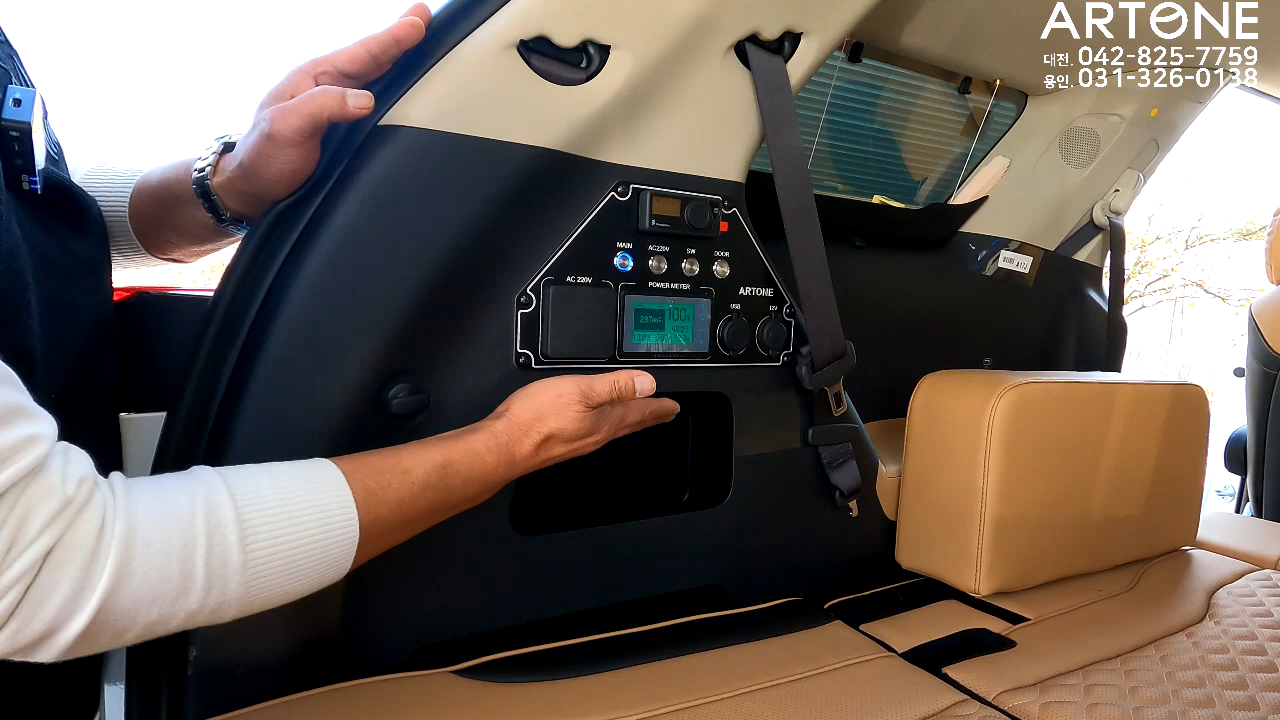 ARTONE
대전. 042-825-7759
용인. 031-326-0138
MAIN AC220V SW DOOR
AC 220V POWER METER ARTONE
USB 12V
100%